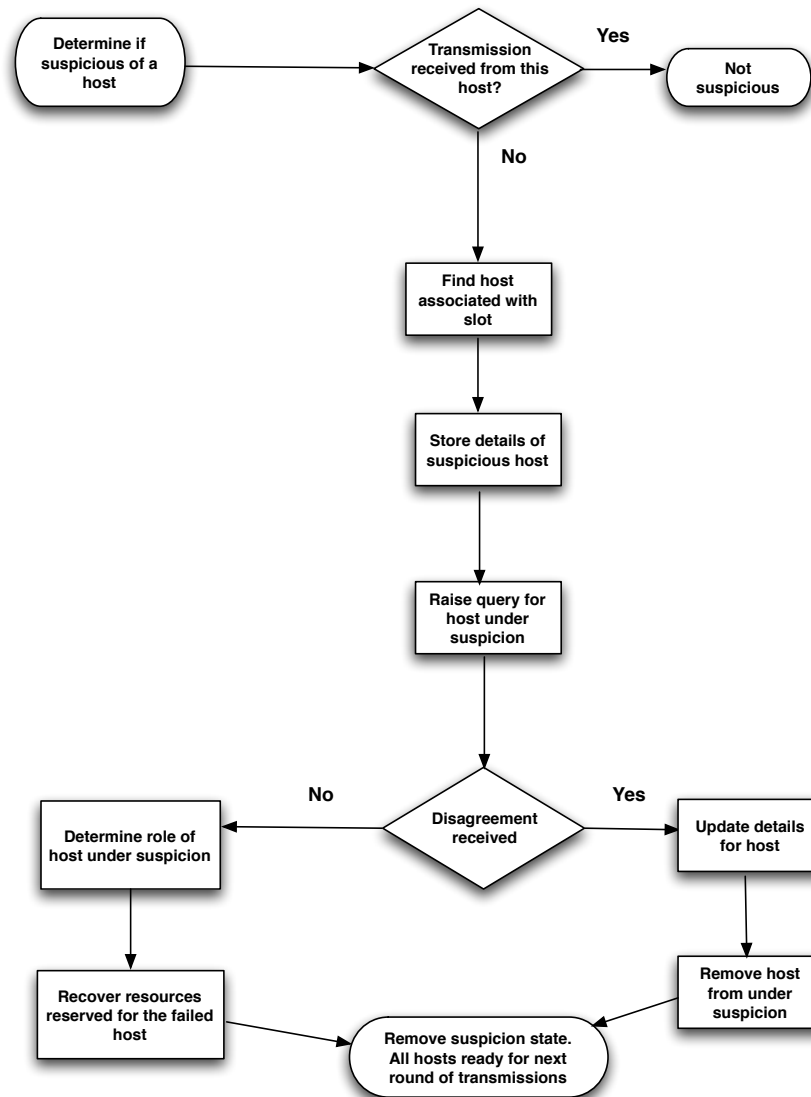 Determine if
suspicious of a
host
Transmission
received from this
host?
Yes
Not
suspicious
No
Find host
associated with
slot
Store details of
suspicious host
Raise query for
host under
suspicion
No
Disagreement
received
Yes
Determine role of
host under suspicion
Update details
for host
Recover resources
reserved for the failed
host
Remove host
from under
suspicion
Remove suspicion state.
All hosts ready for next
round of transmissions